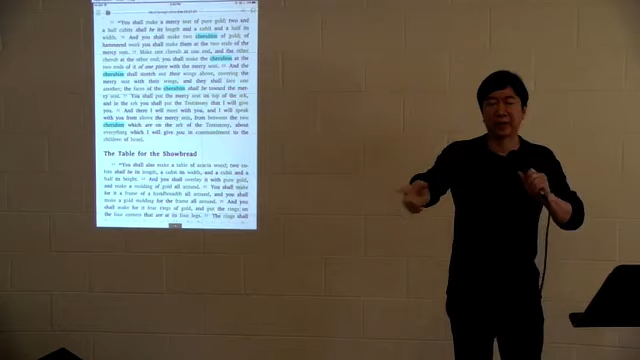 "You shall make a mercy seat of pure gold; two and
a half cubits shall be its length and a cubit and a half its
width. And you shall make two cherubim of gold; of
hammered work you shall make them at the two ends of the
mercy seat. Make one cherub at one end, and the other
cherub at the other end; you shall make the cherubim at the
two ends of it of one piece with the mercy seat. And the
cherubim shall stretch out their wings above, covering the
mercy seat with their wings, and they shall face one
another; the faces of the cherubim shall be toward the mer-
cy seat. You shall put the mercy seat on top of the ark,
and in the ark you shall put the Testimony that I will give
you. And there I will meet with you, and I will speak
with you from above the mercy seat, from between the two
cherubim which are on the ark of the Testimony, about
everything which I will give you in commandment to the
children of Israel.
The Table for the Showbread
"You shall also make a table of acacia wood; two cu-
bits shall be its length, a cubit its width, and a cubit and a
half its height. And you shall overlay it with pure gold,
and make a molding of gold all around. You shall make
for it a frame of a handbreadth all around, and you shall
make a gold molding for the frame all around. And you
shall make for it four rings of gold, and put the rings on
the four corners that are at its four legs. The rings shall